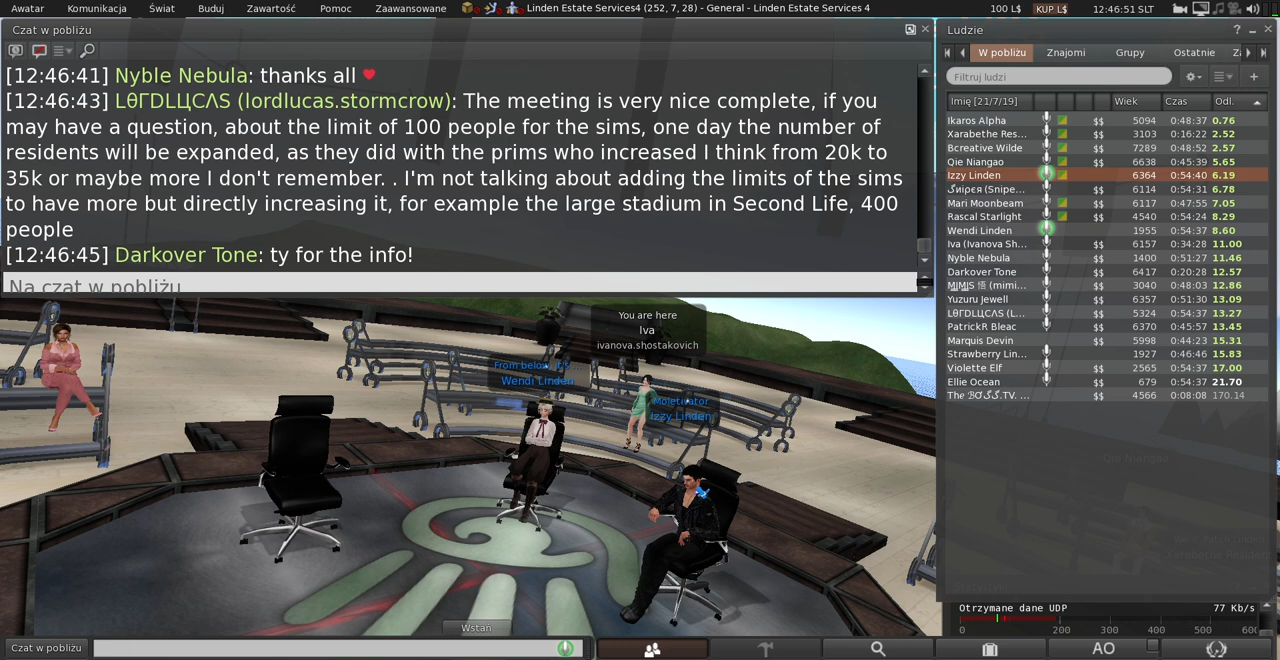 Awatar Komunikacja Świat Buduj Zawartość Pomoc Zaawansowane Linden Estate Services4 (252, 7, 28) - General - Linden Estate Services 4 100 L$ KUP L$ 12:46:51 SLT
Czat w pobliżu
[12:46:41] Nyble Nebula: thanks all ❤
[12:46:43] LθΓDLЦCΛS (lordlucas.stormcrow): The meeting is very nice complete, if you
may have a question, about the limit of 100 people for the sims, one day the number of
residents will be expanded, as they did with the prims who increased I think from 20k to
35k or maybe more I don't remember. . I'm not talking about adding the limits of the sims
to have more but directly increasing it, for example the large stadium in Second Life, 400
people
[12:46:45] Darkover Tone: ty for the info!
Na czat w pobliżu
You are here
Iva
ivanova.shostakovich
Wendi Linden
Moletivator
Izzy Linden
Wstań
Czat w pobliżu
Ludzie
W pobliżu Znajomi Grupy Ostatnie
Filtruj ludzi
Imię [21/7/19] Wiek Czas Odl.
Ikaros Alpha $$ 5094 0:48:37 0.76
Xarabethe Res... $$ 3103 0:16:22 2.52
Bcreative Wilde $$ 7289 0:48:52 2.57
Qie Niangao $$ 6638 0:45:39 5.65
Izzy Linden 6364 0:54:40 6.19
(Snipe... $$ 6114 0:54:31 6.78
Mari Moonbeam $$ 6117 0:47:55 7.05
Rascal Starlight $$ 4540 0:54:24 8.29
Wendi Linden 1955 0:54:37 8.60
Iva (Ivanova Sh... $$ 6157 0:34:28 11.00
Nyble Nebula $$ 1400 0:51:27 11.46
Darkover Tone $$ 6417 0:20:28 12.57
(mimi... $$ 3040 0:48:03 12.86
Yuzuru Jewell $$ 6357 0:51:30 13.09
LθΓDLЦCΛS (L... $$ 5324 0:54:37 13.27
PatrickR Bleac $$ 6370 0:45:57 13.45
Marquis Devin $$ 5998 0:44:23 15.31
Strawberry Lin... 1927 0:46:46 15.83
Violette Elf $$ 2565 0:54:37 17.00
Ellie Ocean $$ 679 0:54:37 21.70
.TV. ... $$ 4566 0:08:08 170.14
Qie Niangao
Otrzymane dane UDP 77 Kb/s
0 200 300 400 500
AO